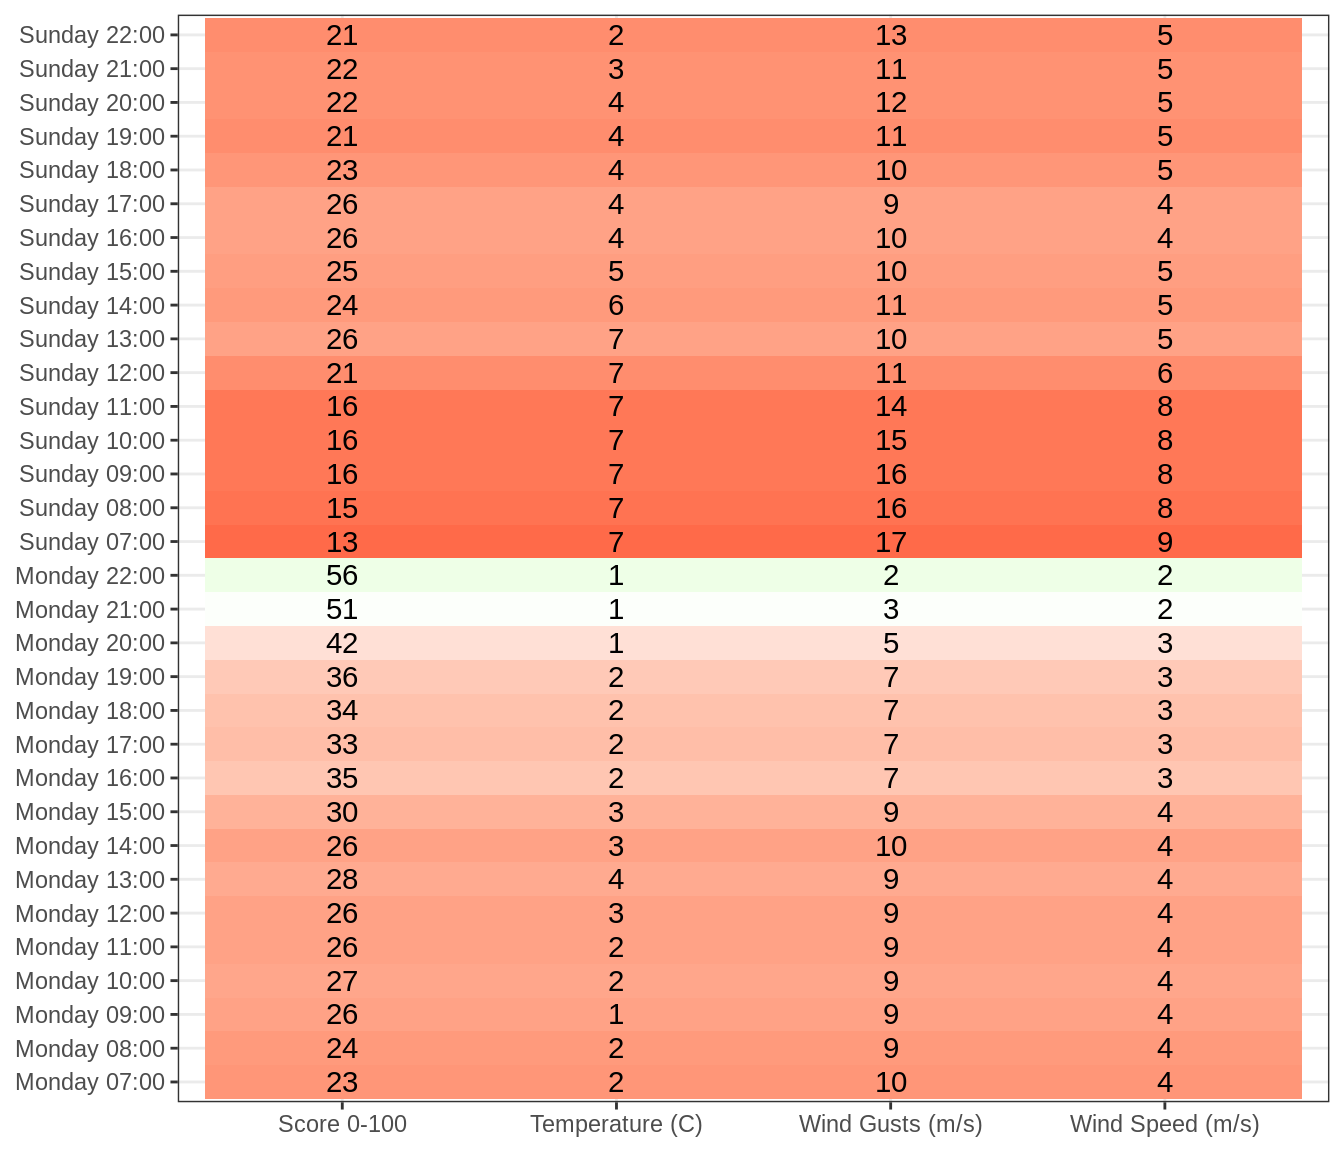 Sunday 22:00 21 2 13 5
Sunday 21:00 22 3 11 5
Sunday 20:00 22 4 12 5
Sunday 19:00 21 4 11 5
Sunday 18:00 23 4 10 5
Sunday 17:00 26 4 9 4
Sunday 16:00 26 4 10 4
Sunday 15:00 25 5 10 5
Sunday 14:00 24 6 11 5
Sunday 13:00 26 7 10 5
Sunday 12:00 21 7 11 6
Sunday 11:00 16 7 14 8
Sunday 10:00 16 7 15 8
Sunday 09:00 16 7 16 8
Sunday 08:00 15 7 16 8
Sunday 07:00 13 7 17 9
Monday 22:00 56 1 2 2
Monday 21:00 51 1 3 2
Monday 20:00 42 1 5 3
Monday 19:00 36 2 7 3
Monday 18:00 34 2 7 3
Monday 17:00 33 2 7 3
Monday 16:00 35 2 7 3
Monday 15:00 30 3 9 4
Monday 14:00 26 3 10 4
Monday 13:00 28 4 9 4
Monday 12:00 26 3 9 4
Monday 11:00 26 2 9 4
Monday 10:00 27 2 9 4
Monday 09:00 26 1 9 4
Monday 08:00 24 2 9 4
Monday 07:00 23 2 10 4
Score 0-100 Temperature (C) Wind Gusts (m/s) Wind Speed (m/s)